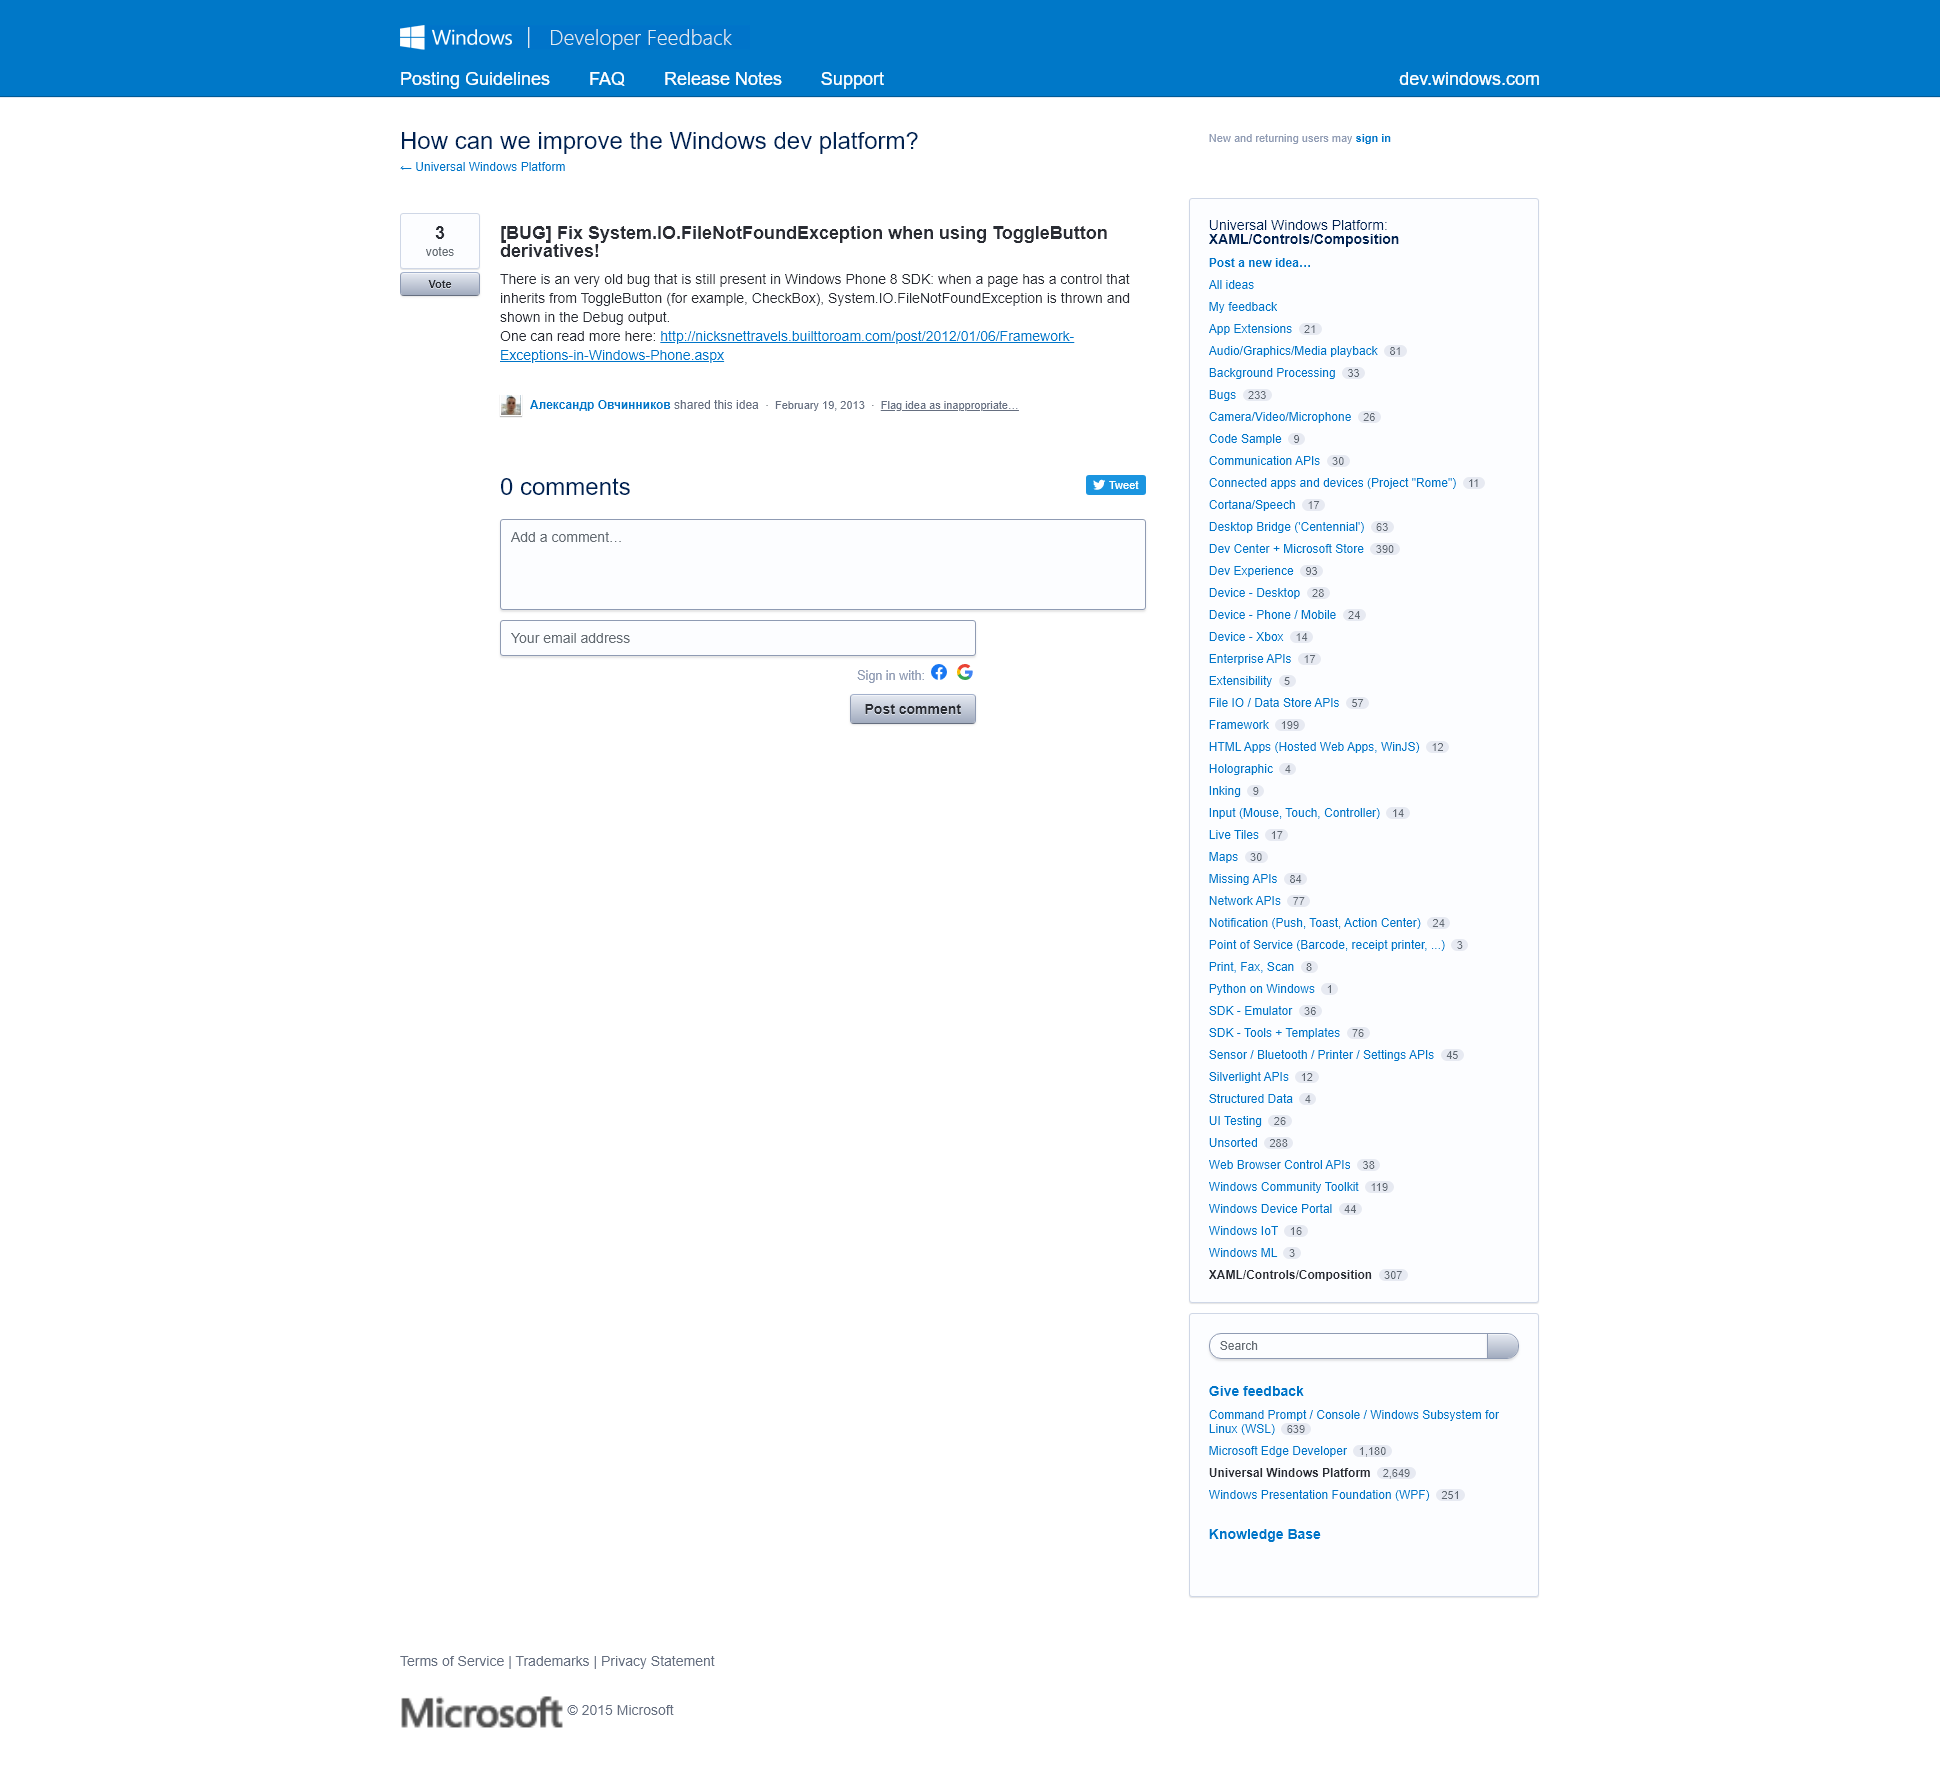 Windows | Developer Feedback
Posting Guidelines FAQ Release Notes Support dev.windows.com
How can we improve the Windows dev platform?
← Universal Windows Platform
New and returning users may sign in
3
votes
Vote
[BUG] Fix System.IO.FileNotFoundException when using ToggleButton
derivatives!
There is an very old bug that is still present in Windows Phone 8 SDK: when a page has a control that
inherits from ToggleButton (for example, CheckBox), System.IO.FileNotFoundException is thrown and
shown in the Debug output.
One can read more here: http://nicksnettravels.builttoroam.com/post/2012/01/06/Framework-
Exceptions-in-Windows-Phone.aspx
Александр Овчинников shared this idea · February 19, 2013 · Flag idea as inappropriate…
0 comments
Tweet
Add a comment…
Your email address
Sign in with:
Post comment
Universal Windows Platform:
XAML/Controls/Composition
Post a new idea…
All ideas
My feedback
App Extensions 21
Audio/Graphics/Media playback 81
Background Processing 33
Bugs 233
Camera/Video/Microphone 26
Code Sample 9
Communication APIs 30
Connected apps and devices (Project "Rome") 11
Cortana/Speech 17
Desktop Bridge ('Centennial') 63
Dev Center + Microsoft Store 390
Dev Experience 93
Device - Desktop 28
Device - Phone / Mobile 24
Device - Xbox 14
Enterprise APIs 17
Extensibility 5
File IO / Data Store APIs 57
Framework 199
HTML Apps (Hosted Web Apps, WinJS) 12
Holographic 4
Inking 9
Input (Mouse, Touch, Controller) 14
Live Tiles 17
Maps 30
Missing APIs 84
Network APIs 77
Notification (Push, Toast, Action Center) 24
Point of Service (Barcode, receipt printer, ...) 3
Print, Fax, Scan 8
Python on Windows 1
SDK - Emulator 36
SDK - Tools + Templates 76
Sensor / Bluetooth / Printer / Settings APIs 45
Silverlight APIs 12
Structured Data 4
UI Testing 26
Unsorted 288
Web Browser Control APIs 38
Windows Community Toolkit 119
Windows Device Portal 44
Windows IoT 16
Windows ML 3
XAML/Controls/Composition 307
Search
Give feedback
Command Prompt / Console / Windows Subsystem for
Linux (WSL) 639
Microsoft Edge Developer 1,180
Universal Windows Platform 2,649
Windows Presentation Foundation (WPF) 251
Knowledge Base
Terms of Service | Trademarks | Privacy Statement
Microsoft © 2015 Microsoft